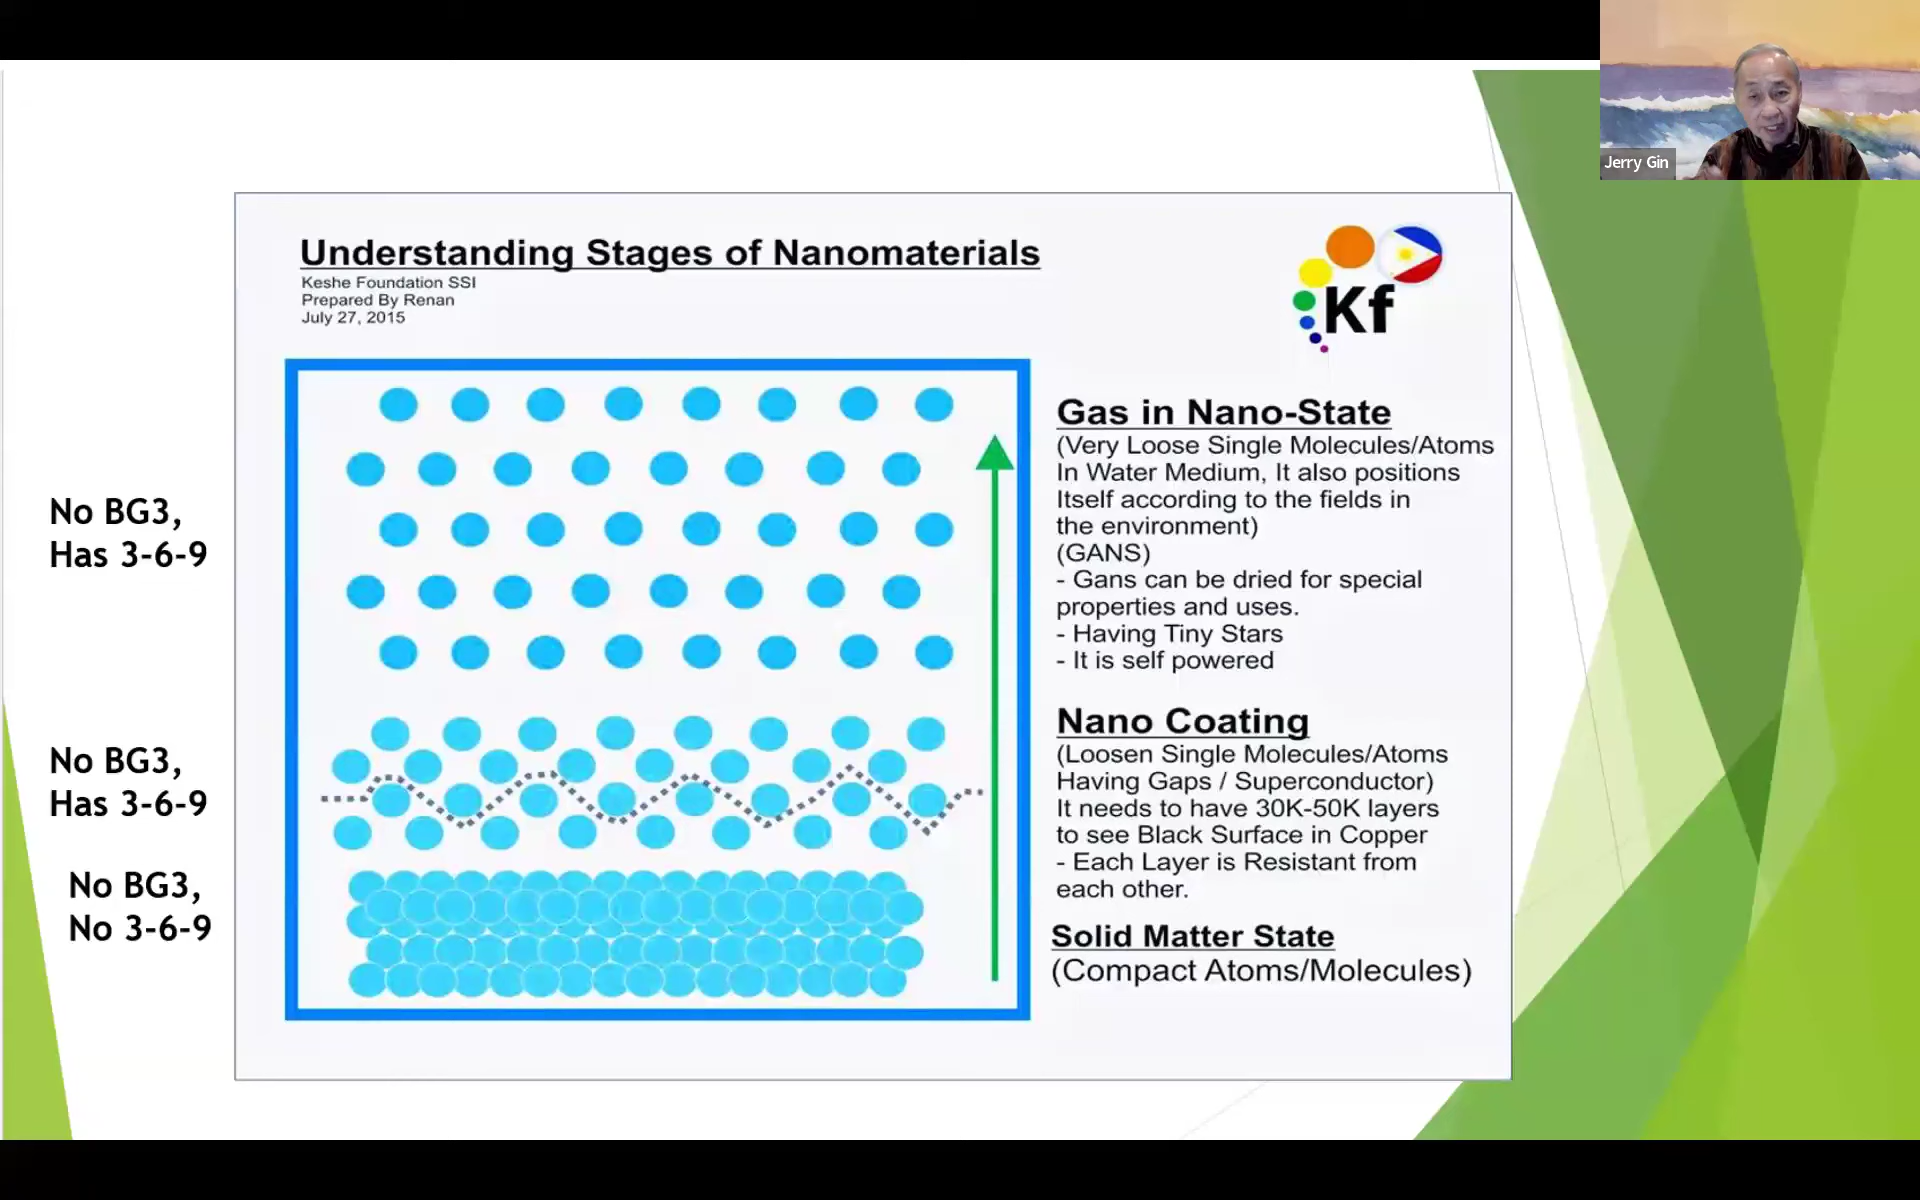 Jerry Gin
Understanding Stages of Nanomaterials
Keshe Foundation SSI
Prepared By Renan
July 27, 2015
Kf
No BG3,
Has 3-6-9
No BG3,
Has 3-6-9
No BG3,
No 3-6-9
Gas in Nano-State
(Very Loose Single Molecules/Atoms
In Water Medium, It also positions
Itself according to the fields in
the environment)
(GANS)
- Gans can be dried for special
properties and uses.
- Having Tiny Stars
- It is self powered
Nano Coating
(Loosen Single Molecules/Atoms
Having Gaps / Superconductor)
It needs to have 30K-50K layers
to see Black Surface in Copper
- Each Layer is Resistant from
each other.
Solid Matter State
(Compact Atoms/Molecules)